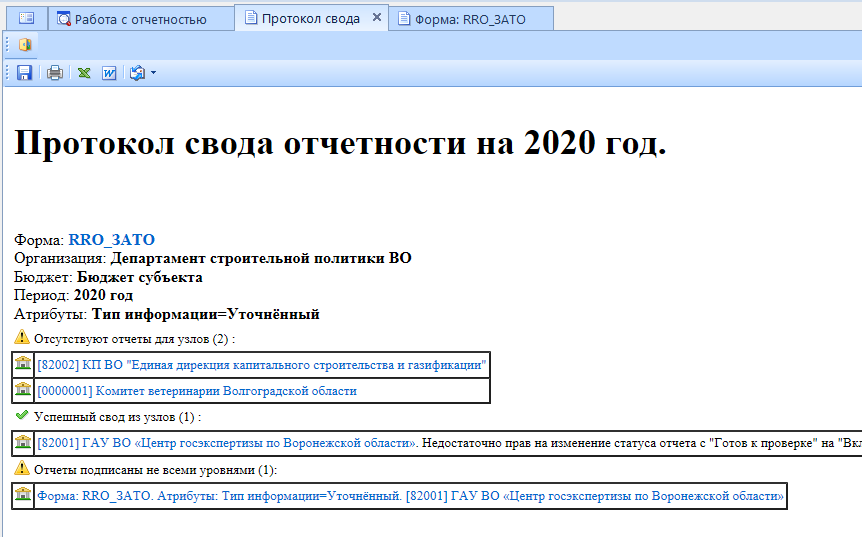 Работа с отчетностью Протокол свода Форма: RRO_ЗАТО
Протокол свода отчетности на 2020 год.
Форма: RRO_ЗАТО
Организация: Департамент строительной политики ВО
Бюджет: Бюджет субъекта
Период: 2020 год
Атрибуты: Тип информации=Уточнённый
Отсутствуют отчеты для узлов (2) :
[82002] КП ВО "Единая дирекция капитального строительства и газификации"
[0000001] Комитет ветеринарии Волгоградской области
Успешный свод из узлов (1) :
[82001] ГАУ ВО «Центр госэкспертизы по Воронежской области». Недостаточно прав на изменение статуса отчета с "Готов к проверке" на "Вкл
Отчеты подписаны не всеми уровнями (1):
Форма: RRO_ЗАТО. Атрибуты: Тип информации=Уточнённый. [82001] ГАУ ВО «Центр госэкспертизы по Воронежской области»